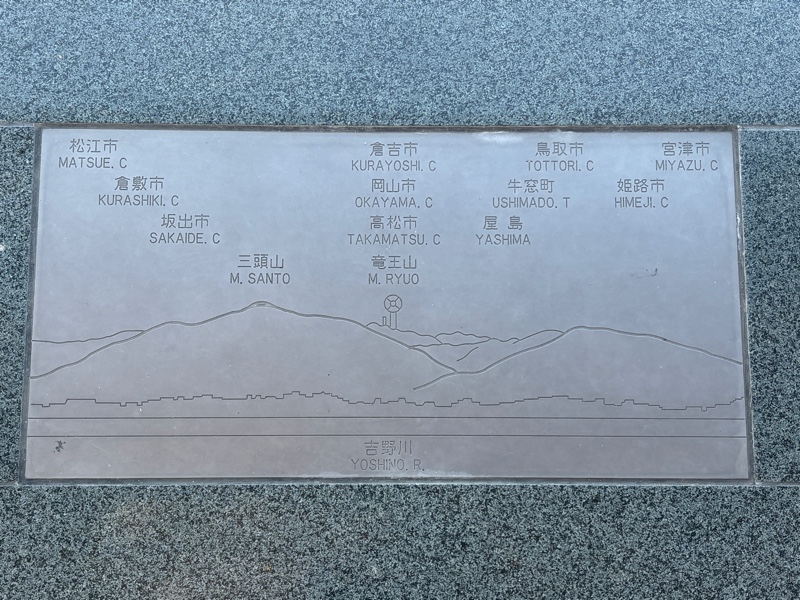 松江市 倉吉市 鳥取市 宮津市
MATSUE. C KURAYOSHI. C TOTTORI. C MIYAZU. C
倉敷市 岡山市 牛窓町 姫路市
KURASHIKI. C OKAYAMA. C USHIMADO. T HIMEJI. C
坂出市 高松市 屋島
SAKAIDE. C TAKAMATSU. C YASHIMA
三頭山 竜王山
M. SANTO M. RYUO
吉野川
YOSHINO. R.